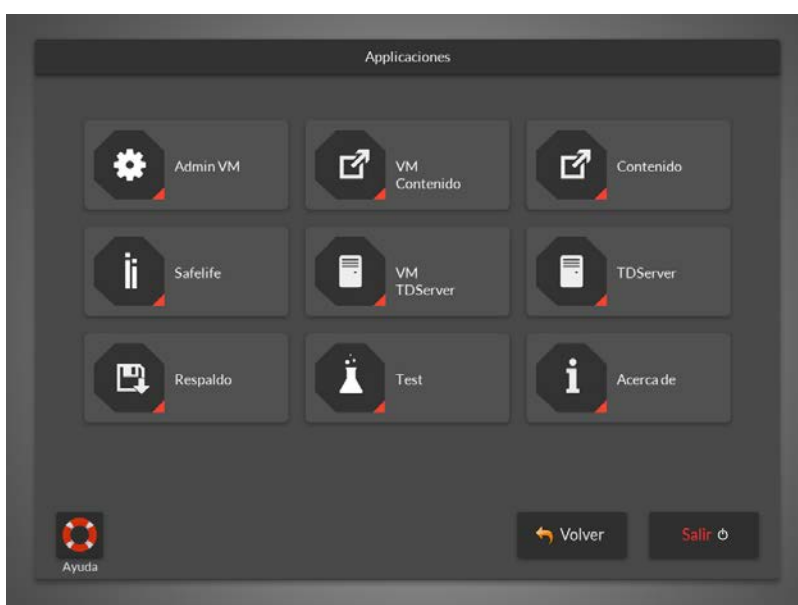 Applicaciones
Admin VM
VM
Contenido
Contenido
Safelife
VM
TDServer
TDServer
Respaldo
Test
Acerca de
Volver
Salir
Ayuda